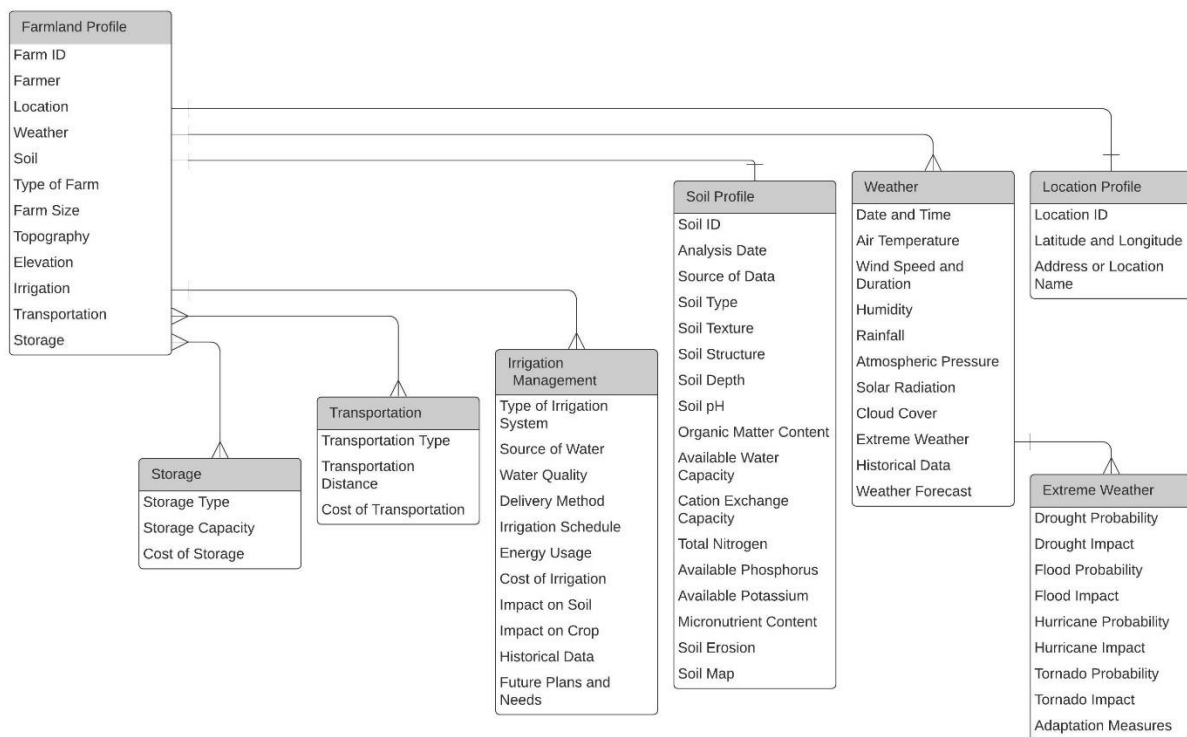 Farmland Profile
Farm ID
Farmer
Location
Weather
Soil
Type of Farm
Farm Size
Topography
Elevation
Irrigation
Transportation
Storage
Storage
Storage Type
Storage Capacity
Cost of Storage
Transportation
Transportation Type
Transportation
Distance
Cost of Transportation
Irrigation
Management
Type of Irrigation
System
Source of Water
Water Quality
Delivery Method
Irrigation Schedule
Energy Usage
Cost of Irrigation
Impact on Soil
Impact on Crop
Historical Data
Future Plans and
Needs
Soil Profile
Soil ID
Analysis Date
Source of Data
Soil Type
Soil Texture
Soil Structure
Soil Depth
Soil pH
Organic Matter Content
Available Water
Capacity
Cation Exchange
Capacity
Total Nitrogen
Available Phosphorus
Available Potassium
Micronutrient Content
Soil Erosion
Soil Map
Weather
Date and Time
Air Temperature
Wind Speed and
Duration
Humidity
Rainfall
Atmospheric Pressure
Solar Radiation
Cloud Cover
Extreme Weather
Historical Data
Weather Forecast
Location Profile
Location ID
Latitude and Longitude
Address or Location
Name
Extreme Weather
Drought Probability
Drought Impact
Flood Probability
Flood Impact
Hurricane Probability
Hurricane Impact
Tornado Probability
Tornado Impact
Adaptation Measures